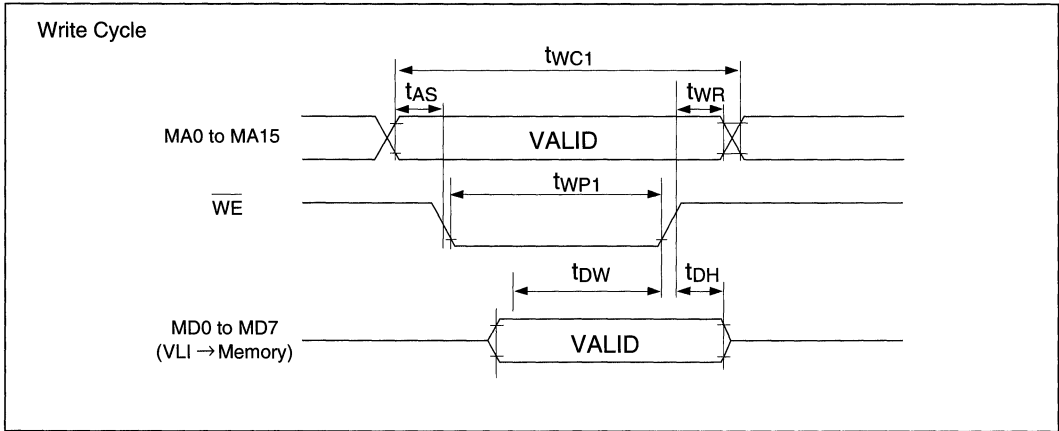 Write Cycle
tWC1
tAS
tWR
MA0 to MA15
VALID
tWP1
WE
tDW
tDH
MD0 to MD7
(VLI → Memory)
VALID